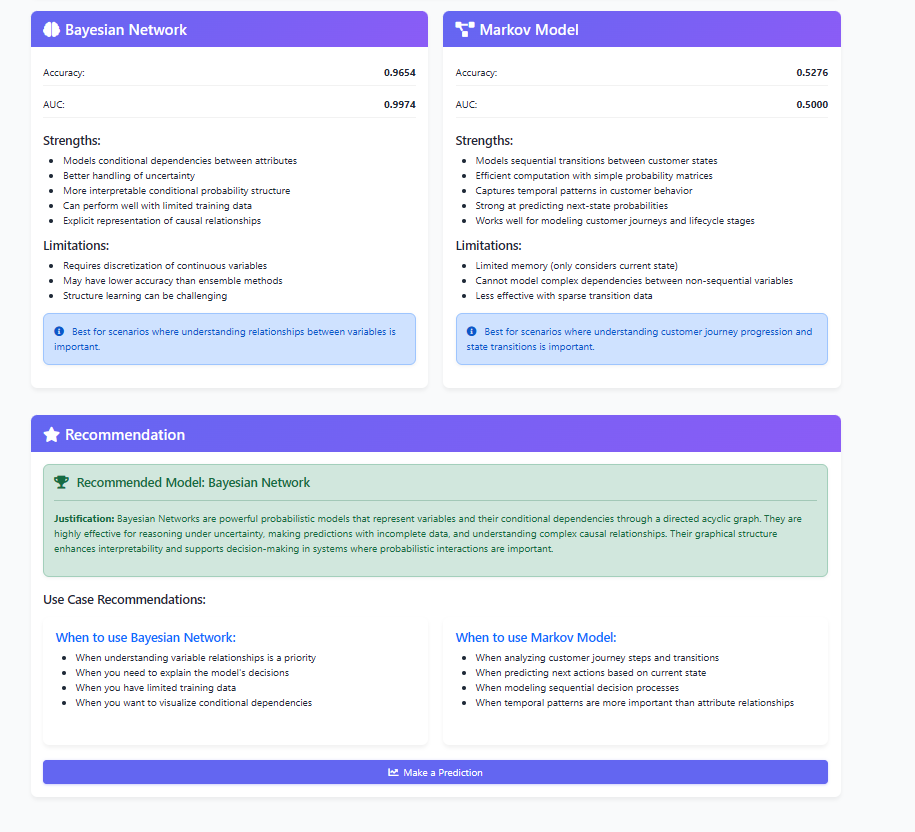 Bayesian Network
Accuracy: 0.9654
AUC: 0.9974
Strengths:
Models conditional dependencies between attributes
Better handling of uncertainty
More interpretable conditional probability structure
Can perform well with limited training data
Explicit representation of causal relationships
Limitations:
Requires discretization of continuous variables
May have lower accuracy than ensemble methods
Structure learning can be challenging
Best for scenarios where understanding relationships between variables is
important.
Markov Model
Accuracy: 0.5276
AUC: 0.5000
Strengths:
Models sequential transitions between customer states
Efficient computation with simple probability matrices
Captures temporal patterns in customer behavior
Strong at predicting next-state probabilities
Works well for modeling customer journeys and lifecycle stages
Limitations:
Limited memory (only considers current state)
Cannot model complex dependencies between non-sequential variables
Less effective with sparse transition data
Best for scenarios where understanding customer journey progression and
state transitions is important.
Recommendation
Recommended Model: Bayesian Network
Justification: Bayesian Networks are powerful probabilistic models that represent variables and their conditional dependencies through a directed acyclic graph. They are
highly effective for reasoning under uncertainty, making predictions with incomplete data, and understanding complex causal relationships. Their graphical structure
enhances interpretability and supports decision-making in systems where probabilistic interactions are important.
Use Case Recommendations:
When to use Bayesian Network:
When understanding variable relationships is a priority
When you need to explain the model's decisions
When you have limited training data
When you want to visualize conditional dependencies
When to use Markov Model:
When analyzing customer journey steps and transitions
When predicting next actions based on current state
When modeling sequential decision processes
When temporal patterns are more important than attribute relationships
Make a Prediction